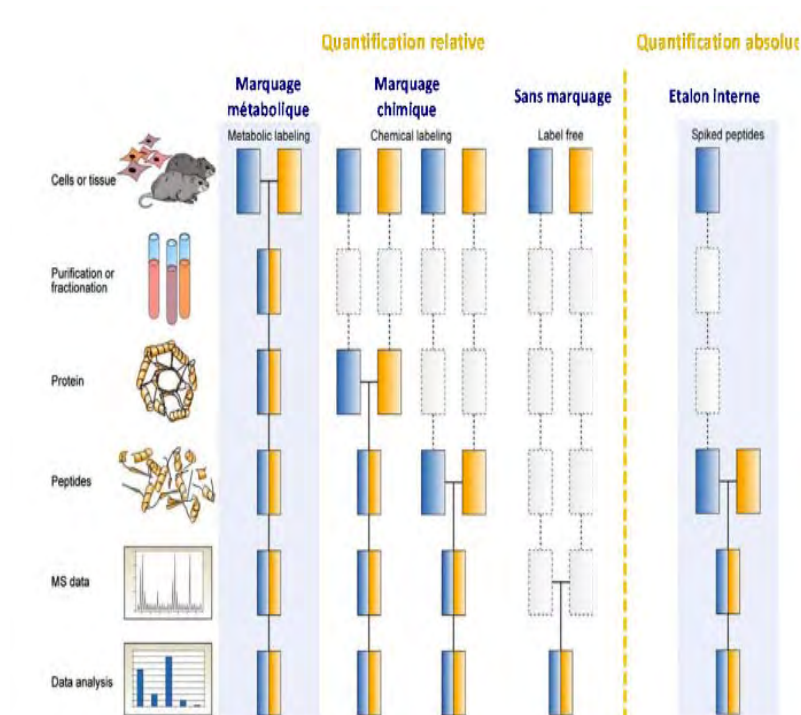 Quantification relative
Quantification absolue
Marquage
métabolique
Marquage
chimique
Sans marquage
Etalon interne
Metabolic labeling
Chemical labeling
Label free
Spiked peptides
Cells or tissue
Purification or
fractionation
Protein
Peptides
MS data
Data analysis